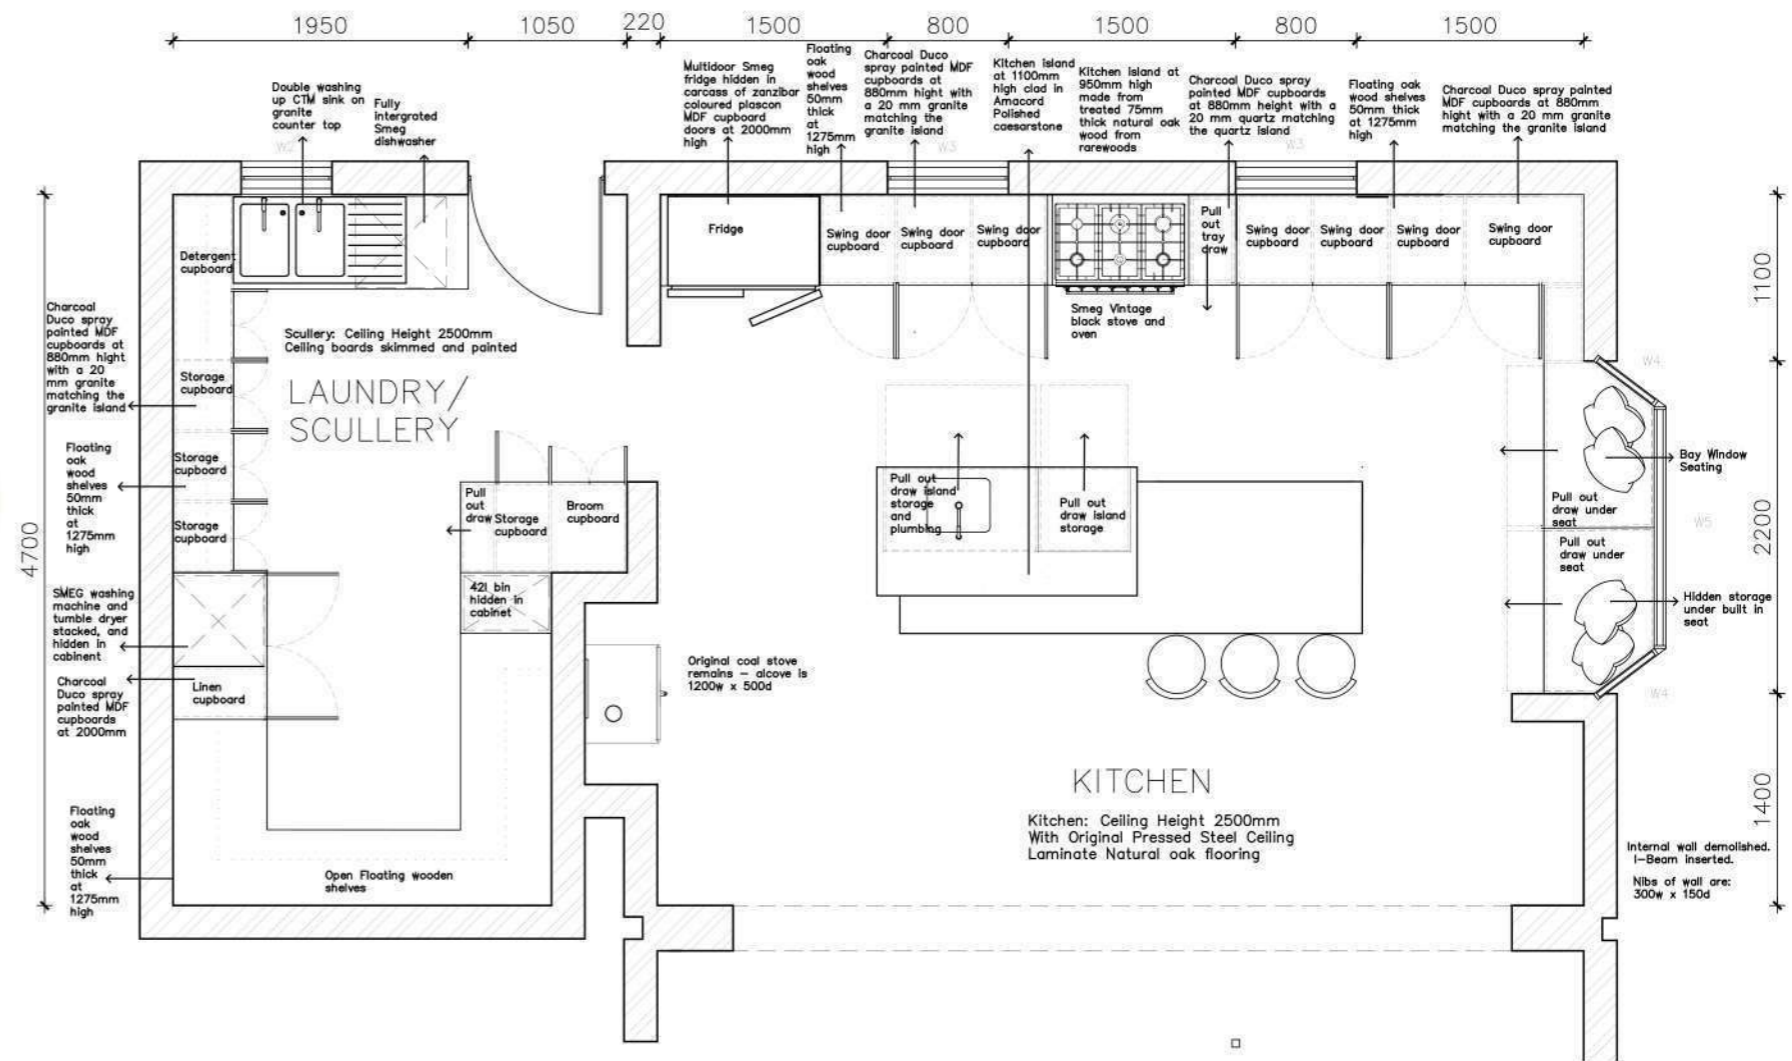 1950
1050
220
1500
800
1500
800
1500
Double washing
up CTM sink on
granite
counter top
Fully
intergrated
Smeg
dishwasher
Multidoor Smeg
fridge hidden in
carcass of zanzibar
coloured plascon
MDF cupboard
doors at 2000mm
high
Floating
oak
wood
shelves
50mm
thick
at
1275mm
high
Charcoal Duco
spray painted MDF
cupboards at
880mm hight with
a 20 mm granite
matching the
granite island
Kitchen island
at 1100mm
high clad in
Amacord
Polished
caesarstone
Kitchen island at
950mm high
made from
treated 75mm
thick natural oak
wood from
rarewoods
Charcoal Duco spray
painted MDF cupboards
at 880mm height with a
20 mm quartz matching
the quartz island
Floating oak
wood shelves
50mm thick
at 1275mm
high
Charcoal Duco spray painted
MDF cupboards at 880mm
hight with a 20 mm granite
matching the granite island
W2
W3
W3
Detergent
cupboard
Fridge
Swing door
cupboard
Swing door
cupboard
Swing door
cupboard
Pull
out
tray
draw
Swing door
cupboard
Swing door
cupboard
Swing door
cupboard
Swing door
cupboard
1100
Smeg Vintage
black stove and
oven
Charcoal
Duco spray
painted MDF
cupboards at
880mm hight
with a 20
mm granite
matching the
granite island
Scullery: Ceiling Height 2500mm
Ceiling boards skimmed and painted
LAUNDRY/
SCULLERY
Storage
cupboard
W4
Floating
oak
wood
shelves
50mm
thick
at
1275mm
high
Storage
cupboard
Storage
cupboard
Pull
out
draw
Storage
cupboard
Broom
cupboard
Pull out
draw island
storage
and
plumbing
Pull out
draw island
storage
Bay Window
Seating
Pull out
draw under
seat
Pull out
draw under
seat
W5
2200
4700
SMEG washing
machine and
tumble dryer
stacked, and
hidden in
cabinent
42l bin
hidden in
cabinet
Hidden storage
under built in
seat
Charcoal
Duco spray
painted MDF
cupboards
at 2000mm
Linen
cupboard
Original coal stove
remains – alcove is
1200w x 500d
W4
KITCHEN
Kitchen: Ceiling Height 2500mm
With Original Pressed Steel Ceiling
Laminate Natural oak flooring
1400
Floating
oak
wood
shelves
50mm
thick
at
1275mm
high
Open Floating wooden
shelves
Internal wall demolished.
I-Beam inserted.
Nibs of wall are:
300w x 150d